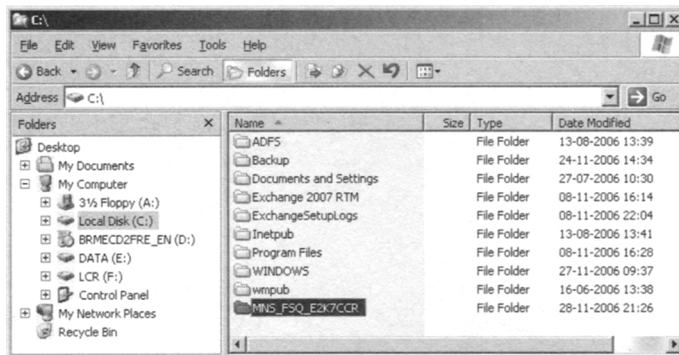 C:\
File Edit View Favorites Tools Help
Back Search Folders
Address C:\ Go
Folders X
Desktop
My Documents
My Computer
3½ Floppy (A:)
Local Disk (C:)
BRMECD2FRE_EN (D:)
DATA (E:)
LCR (F:)
Control Panel
My Network Places
Recycle Bin
Name Size Type Date Modified
ADFS File Folder 13-08-2006 13:39
Backup File Folder 24-11-2006 14:34
Documents and Settings File Folder 27-07-2006 10:30
Exchange 2007 RTM File Folder 08-11-2006 16:14
ExchangeSetupLogs File Folder 08-11-2006 22:04
Inetpub File Folder 13-08-2006 13:41
Program Files File Folder 08-11-2006 16:28
WINDOWS File Folder 27-11-2006 09:37
wmpub File Folder 16-06-2006 13:38
MNS_FSQ_E2K7CCR File Folder 28-11-2006 21:26